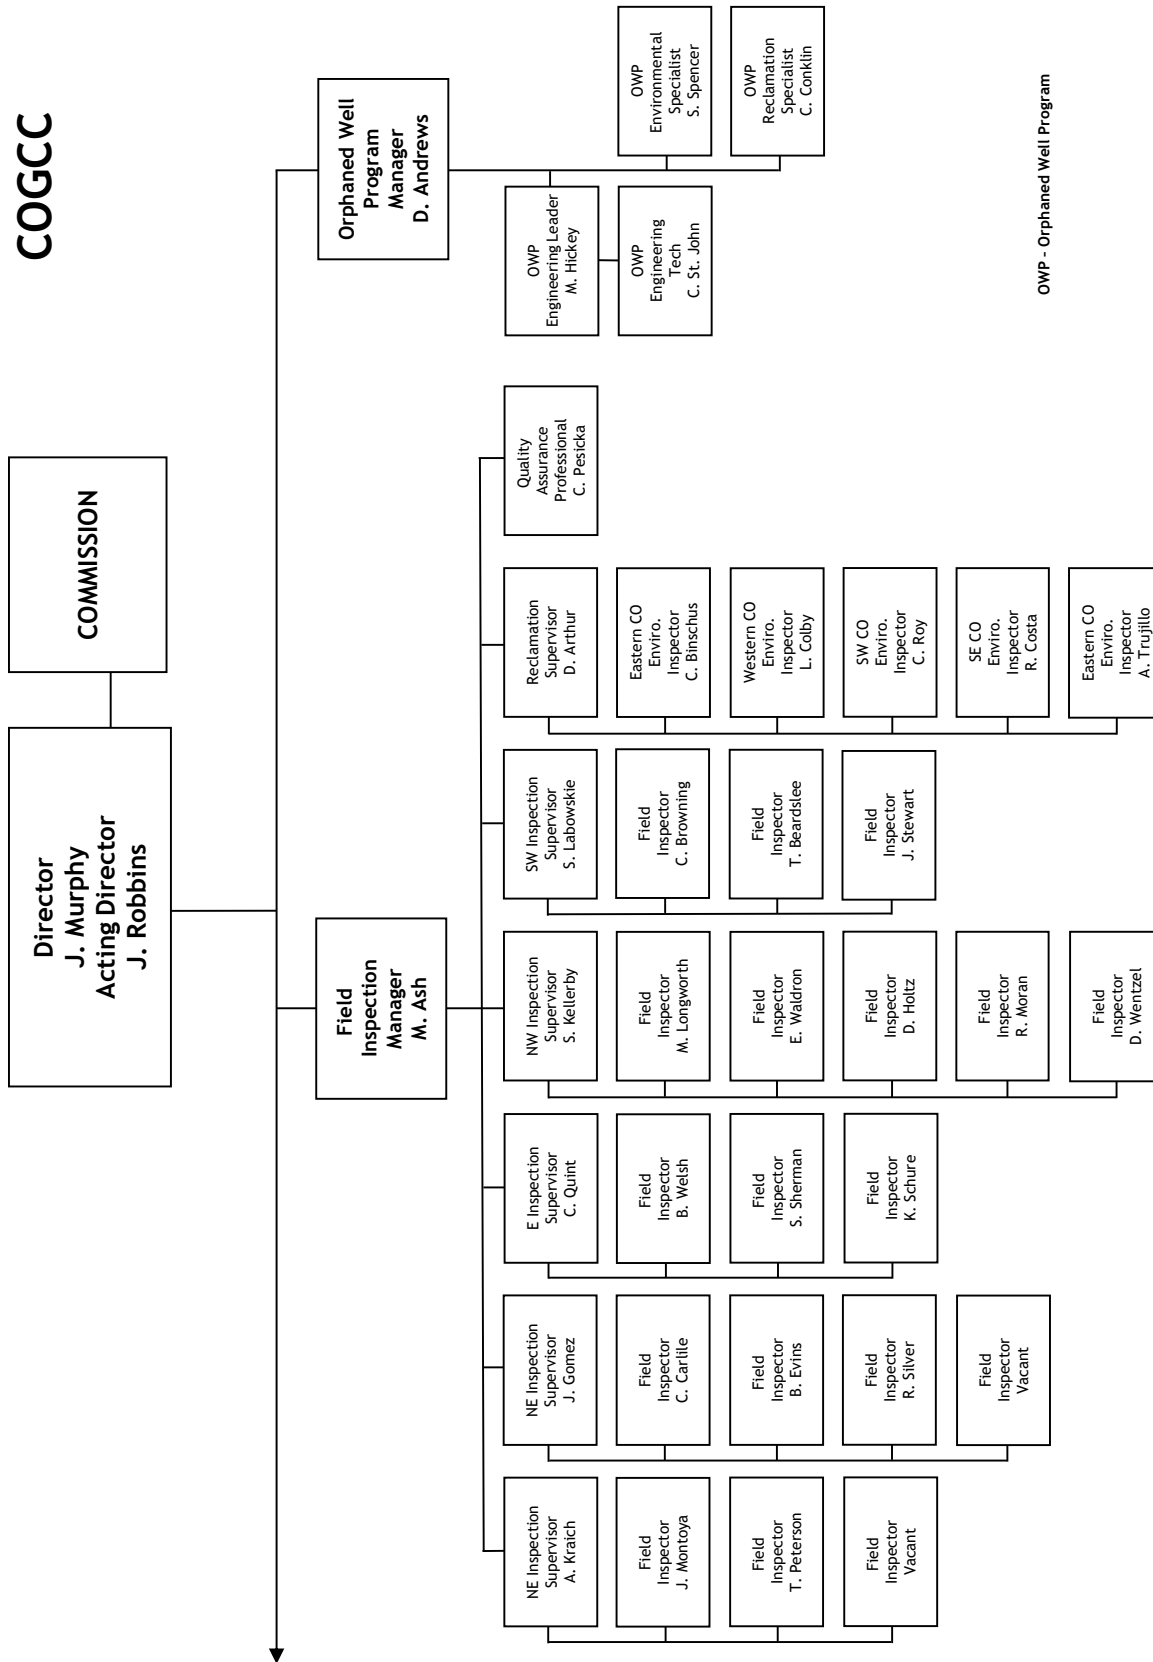 COGCC
COMMISSION
Director
J. Murphy
Acting Director
J. Robbins
Field
Inspection
Manager
M. Ash
Orphaned Well
Program
Manager
D. Andrews
NE Inspection
Supervisor
A. Kraich
Field
Inspector
J. Montoya
Field
Inspector
T. Peterson
Field
Inspector
Vacant
NE Inspection
Supervisor
J. Gomez
Field
Inspector
C. Carlile
Field
Inspector
B. Evins
Field
Inspector
R. Silver
Field
Inspector
Vacant
E Inspection
Supervisor
C. Quint
Field
Inspector
B. Welsh
Field
Inspector
S. Sherman
Field
Inspector
K. Schure
NW Inspection
Supervisor
S. Kellerby
Field
Inspector
M. Longworth
Field
Inspector
E. Waldron
Field
Inspector
D. Holtz
Field
Inspector
R. Moran
Field
Inspector
D. Wentzel
SW Inspection
Supervisor
S. Labowskie
Field
Inspector
C. Browning
Field
Inspector
T. Beardslee
Field
Inspector
J. Stewart
Reclamation
Supervisor
D. Arthur
Eastern CO
Enviro.
Inspector
C. Binschus
Western CO
Enviro.
Inspector
L. Colby
SW CO
Enviro.
Inspector
C. Roy
SE CO
Enviro.
Inspector
R. Costa
Eastern CO
Enviro.
Inspector
A. Trujillo
Quality
Assurance
Professional
C. Pesicka
OWP
Engineering Leader
M. Hickey
OWP
Engineering
Tech
C. St. John
OWP
Environmental
Specialist
S. Spencer
OWP
Reclamation
Specialist
C. Conklin
OWP - Orphaned Well Program